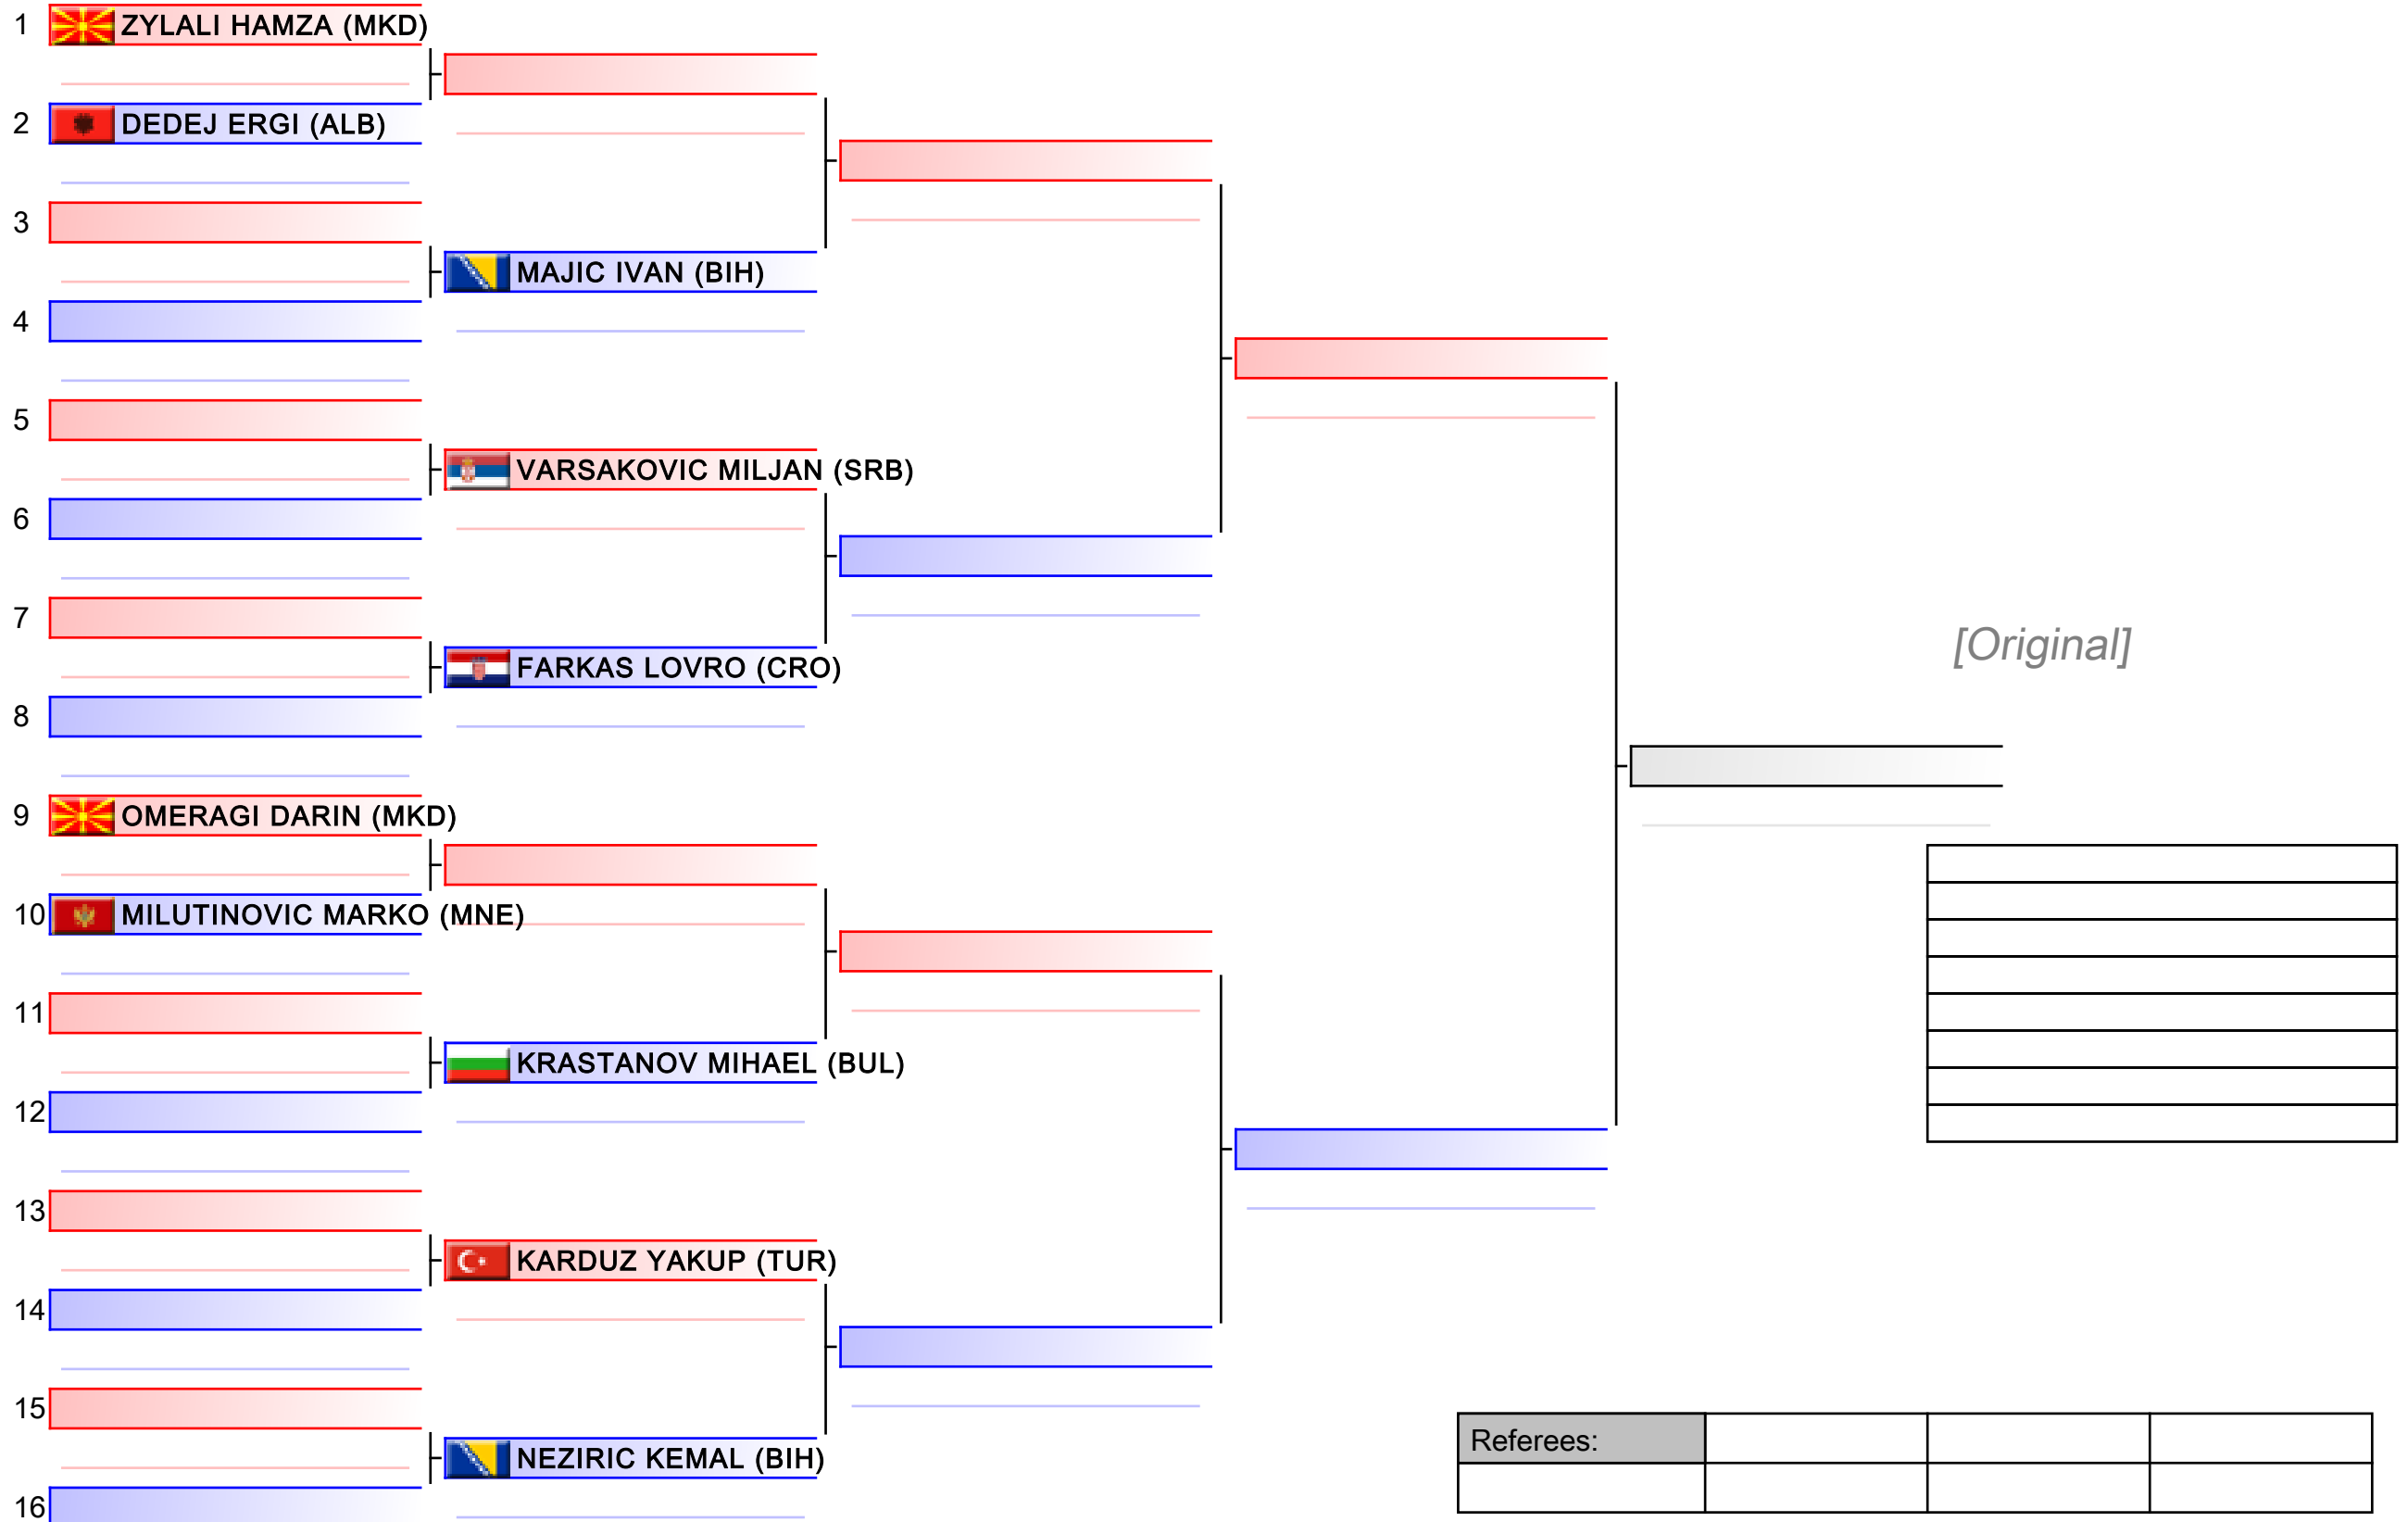 1 ZYLALI HAMZA (MKD)
2 DEDEJ ERGI (ALB)
3
MAJIC IVAN (BIH)
4
5
VARSAKOVIC MILJAN (SRB)
6
7
[Original]
FARKAS LOVRO (CRO)
8
9 OMERAGI DARIN (MKD)
10 MILUTINOVIC MARKO (MNE)
11
KRASTANOV MIHAEL (BUL)
12
13
KARDUZ YAKUP (TUR)
14
15
Referees:
NEZIRIC KEMAL (BIH)
16